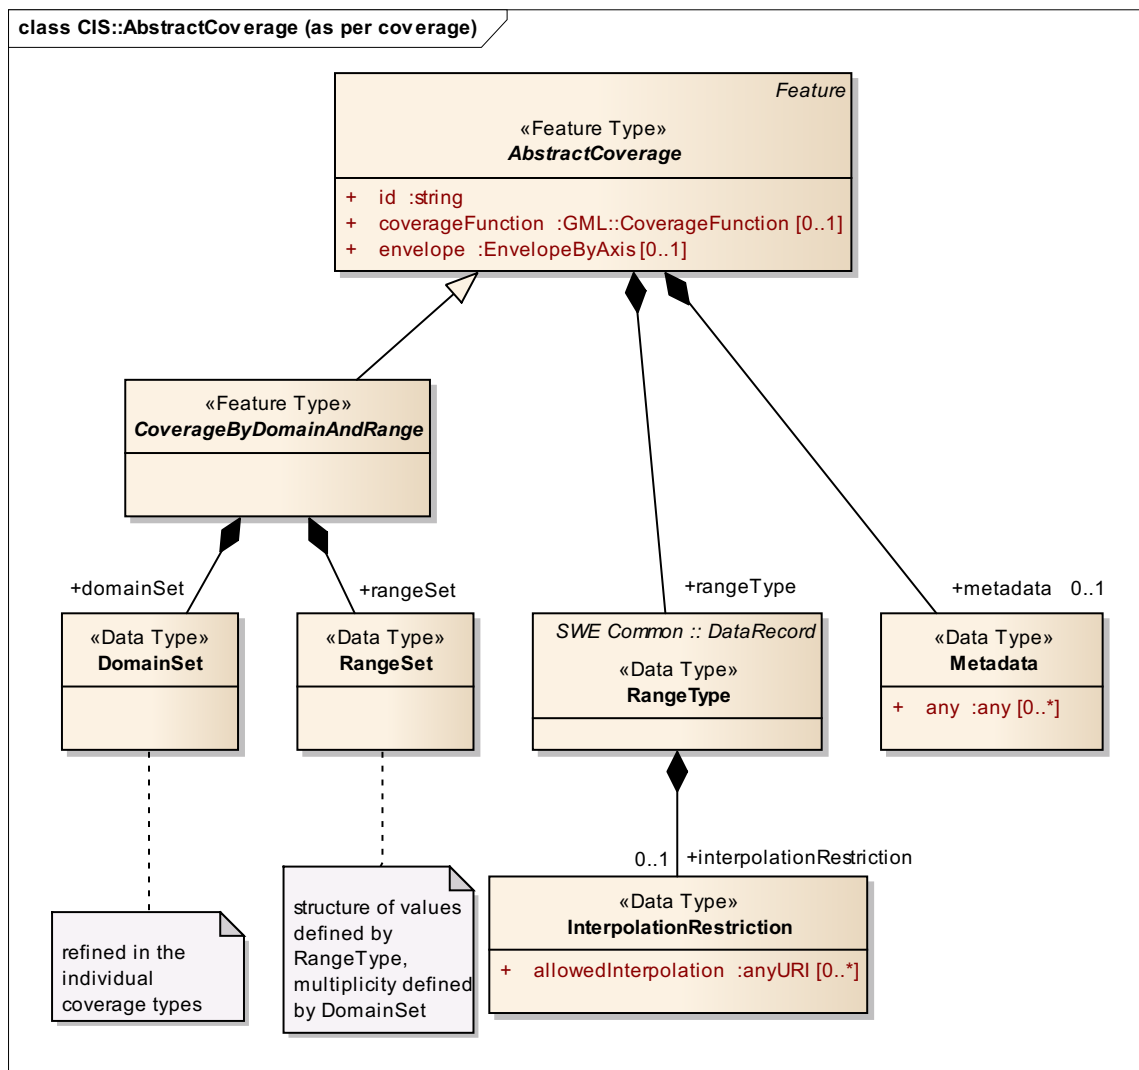 class CIS::AbstractCoverage (as per coverage)
Feature
«Feature Type»
AbstractCoverage
+ id :string
+ coverageFunction :GML::CoverageFunction [0..1]
+ envelope :EnvelopeByAxis [0..1]
«Feature Type»
CoverageByDomainAndRange
+domainSet
+rangeSet
+rangeType
+metadata 0..1
«Data Type»
DomainSet
«Data Type»
RangeSet
SWE Common :: DataRecord
«Data Type»
RangeType
«Data Type»
Metadata
+ any :any [0..*]
0..1 +interpolationRestriction
refined in the
individual
coverage types
structure of values
defined by
RangeType,
multiplicity defined
by DomainSet
«Data Type»
InterpolationRestriction
+ allowedInterpolation :anyURI [0..*]